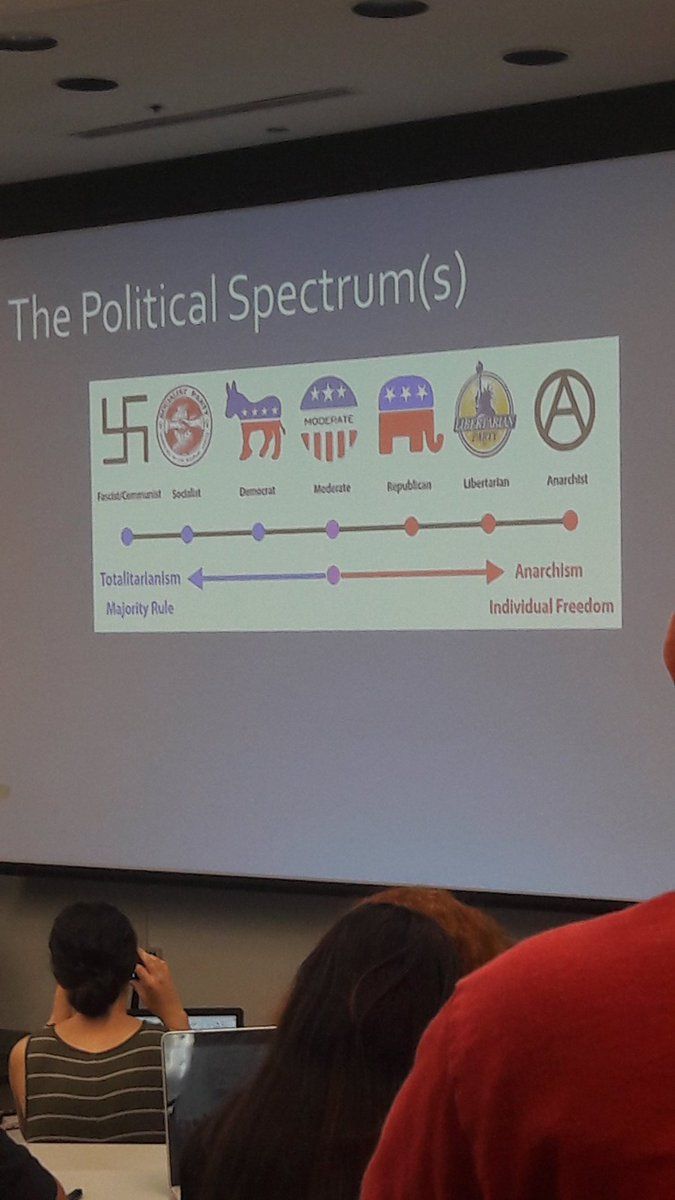 The Political Spectrum(s)
SOCIALIST PARTY
MODERATE
LIBERTARIAN
PARTY
Fascist/Communist Socialist Democrat Moderate Republican Libertarian Anarchist
Totalitarianism Anarchism
Majority Rule Individual Freedom